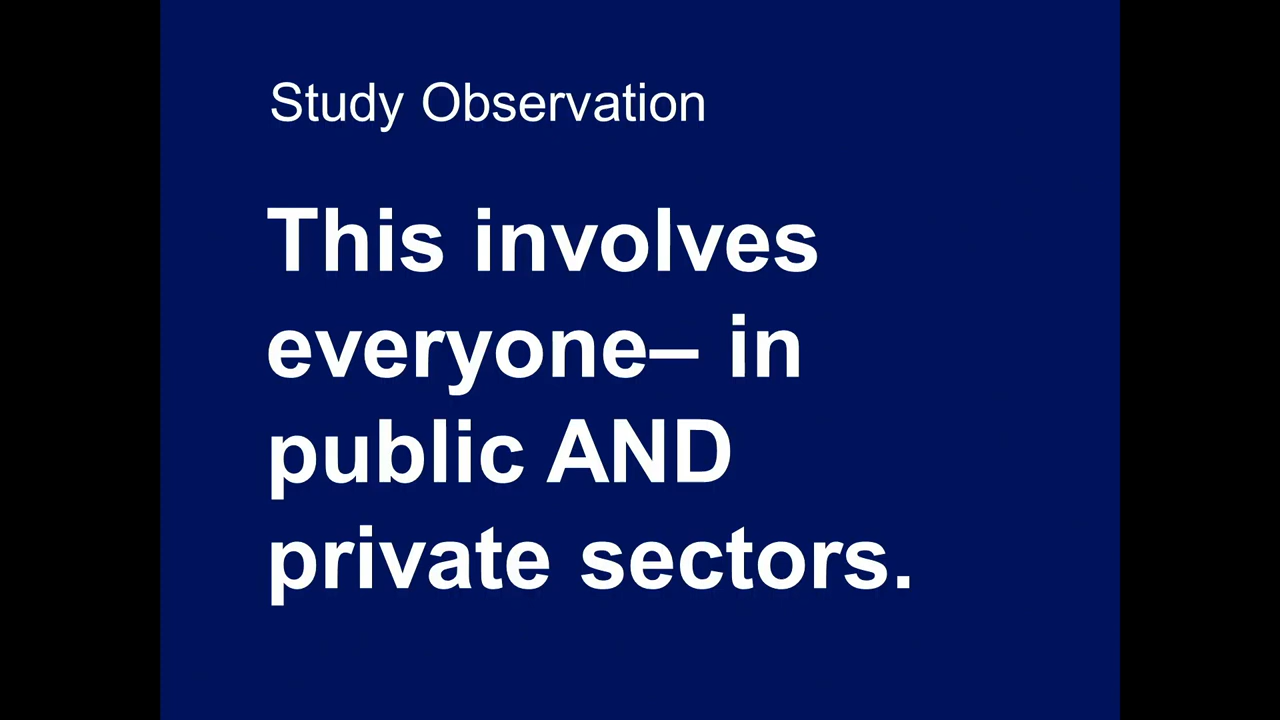 Study Observation
This involves
everyone– in
public AND
private sectors.